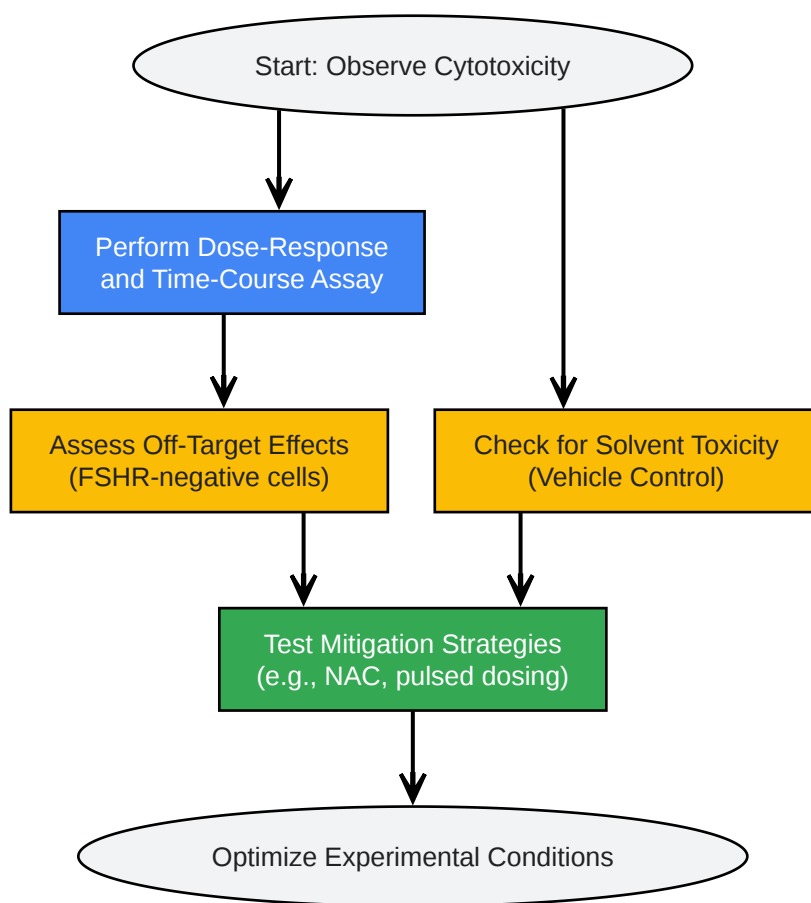 Start: Observe Cytotoxicity
Perform Dose-Response
and Time-Course Assay
Assess Off-Target Effects
(FSHR-negative cells)
Check for Solvent Toxicity
(Vehicle Control)
Test Mitigation Strategies
(e.g., NAC, pulsed dosing)
Optimize Experimental Conditions